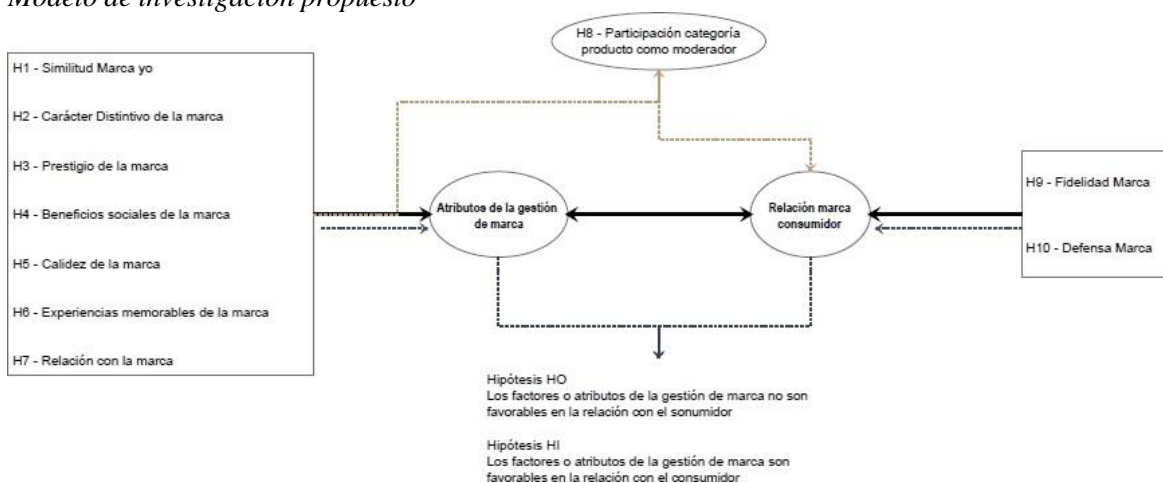 Modelo de investigación propuesto
H8 - Participación categoría
producto como moderador
H1 - Similitud Marca yo
H2 - Carácter Distintivo de la marca
H3 - Prestigio de la marca
H4 - Beneficios sociales de la marca
H5 - Calidez de la marca
H6 - Experiencias memorables de la marca
H7 - Relación con la marca
Atributos de la gestión
de marca
Relación marca
consumidor
H9 - Fidelidad Marca
H10 - Defensa Marca
Hipótesis HO
Los factores o atributos de la gestión de marca no son
favorables en la relación con el sonumidor
Hipótesis HI
Los factores o atributos de la gestión de marca son
favorables en la relación con el consumidor